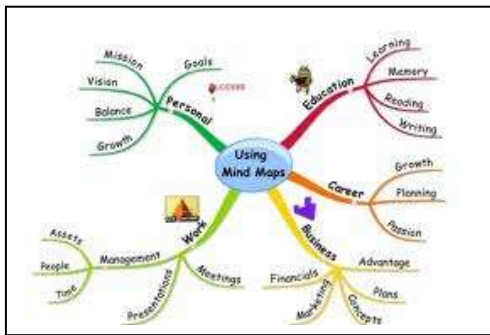 Using
Mind Maps
Personal
Mission
Vision
Balance
Growth
Goals
Education
Learning
Memory
Reading
Writing
Career
Growth
Planning
Passion
Business
Advantage
Plans
Concepts
Marketing
Financials
Work
Meetings
Presentations
Management
Assets
People
Time